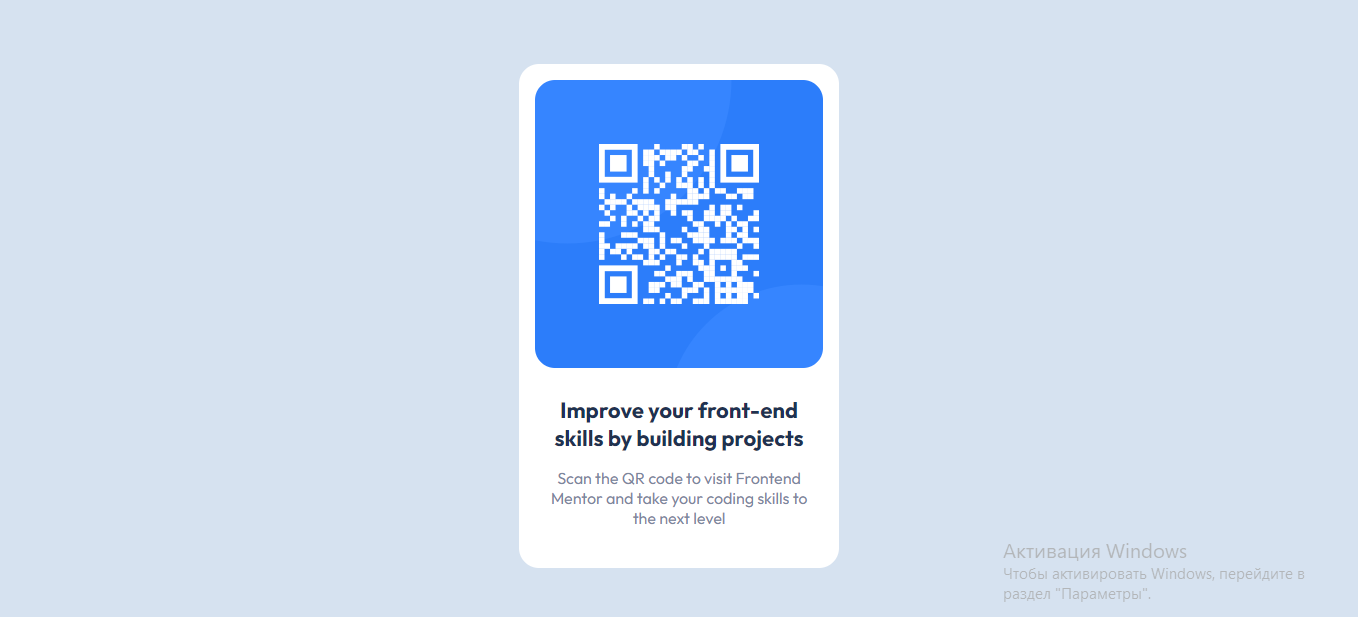 Improve your front-end
skills by building projects
Scan the QR code to visit Frontend
Mentor and take your coding skills to
the next level
Активация Windows
Чтобы активировать Windows, перейдите в
раздел "Параметры".